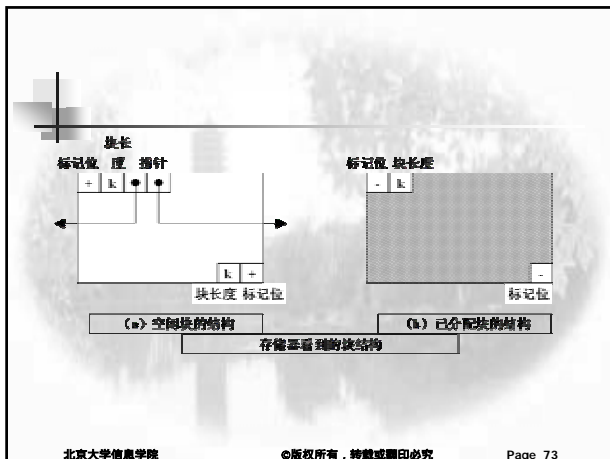 块长
标记位 度 指针
+ k
k +
块长度 标记位
标记位 块长度
- k
-
标记位
(a) 空闲块的结构
(b) 已分配块的结构
存储器看到的块结构
北京大学信息学院
©版权所有，转载或翻印必究
Page 73